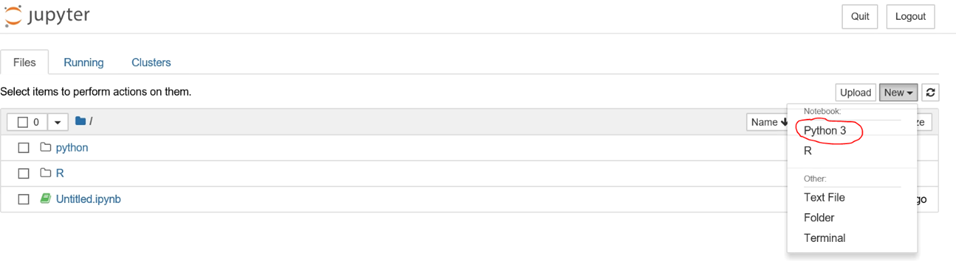 jupyter
Quit Logout
Files Running Clusters
Select items to perform actions on them.
Upload New
0 / Name ze
Notebook:
Python 3
python
R
R
Other:
Untitled.ipynb
Text File
go
Folder
Terminal